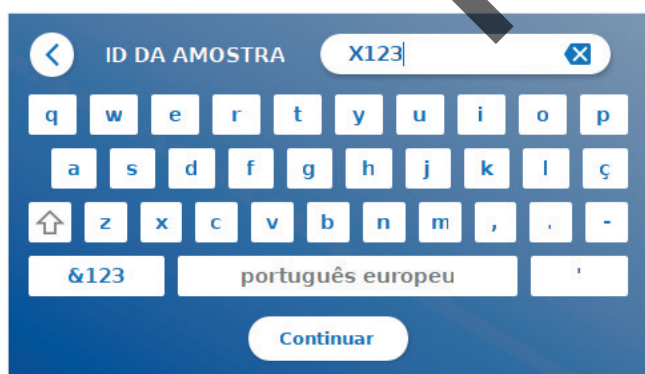 ID DA AMOSTRA X123
q w e r t y u i o p
a s d f g h j k l ç
z x c v b n m , . -
&123 português europeu '
Continuar